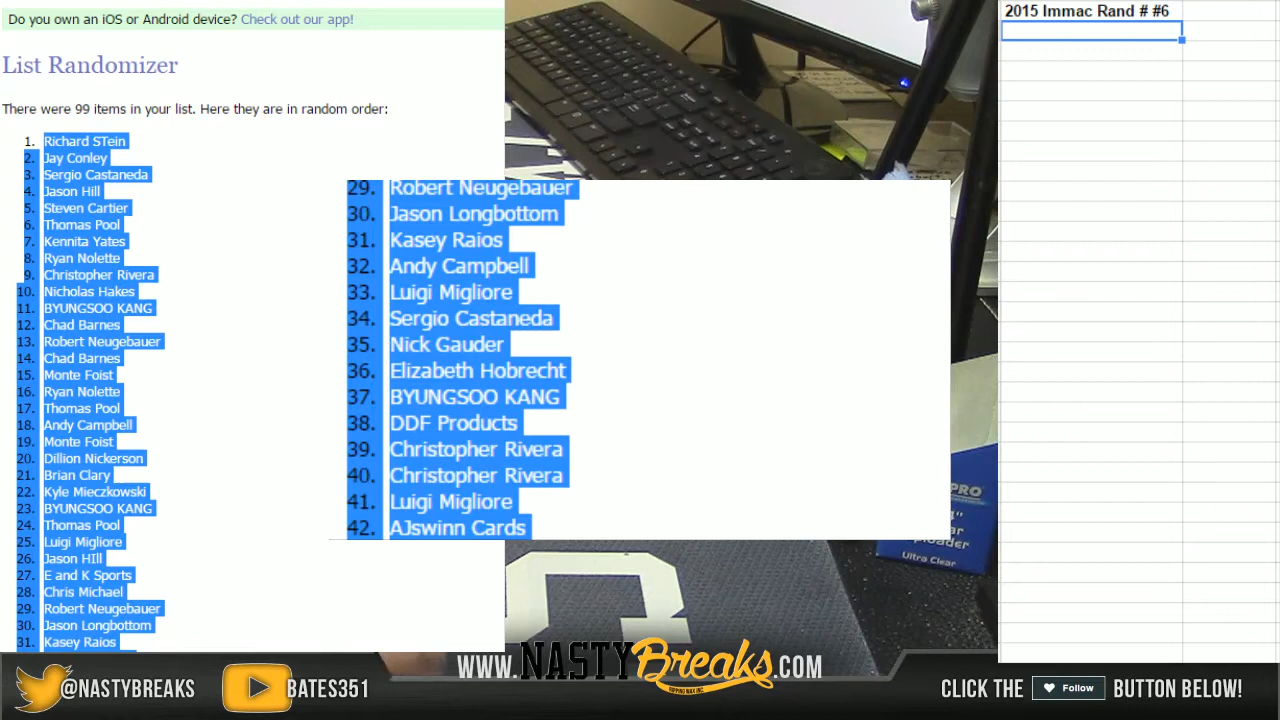 Do you own an iOS or Android device? Check out our app!
List Randomizer
There were 99 items in your list. Here they are in random order:
1. Richard STein
2. Jay Conley
3. Sergio Castaneda
4. Jason Hill
5. Steven Cartier
6. Thomas Pool
7. Kennita Yates
8. Ryan Nolette
9. Christopher Rivera
10. Nicholas Hakes
11. BYUNGSOO KANG
12. Chad Barnes
13. Robert Neugebauer
14. Chad Barnes
15. Monte Foist
16. Ryan Nolette
17. Thomas Pool
18. Andy Campbell
19. Monte Foist
20. Dillion Nickerson
21. Brian Clary
22. Kyle Mieczkowski
23. BYUNGSOO KANG
24. Thomas Pool
25. Luigi Migliore
26. Jason HIll
27. E and K Sports
28. Chris Michael
29. Robert Neugebauer
30. Jason Longbottom
31. Kasey Raios
29. Robert Neugebauer
30. Jason Longbottom
31. Kasey Raios
32. Andy Campbell
33. Luigi Migliore
34. Sergio Castaneda
35. Nick Gauder
36. Elizabeth Hobrecht
37. BYUNGSOO KANG
38. DDF Products
39. Christopher Rivera
40. Christopher Rivera
41. Luigi Migliore
42. AJswinn Cards
2015 Immac Rand # #6
PRO
Ultra Clear
@NASTYBREAKS
BATES351
WWW.NASTYBreaks.COM
RIPPING WAX INC.
CLICK THE Follow BUTTON BELOW!